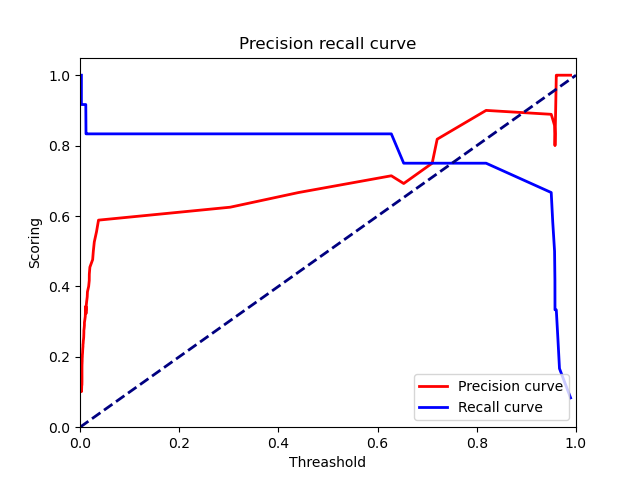 Precision recall curve
1.0
0.8
0.6
0.4
0.2
0.0
Scoring
0.0 0.2 0.4 0.6 0.8 1.0
Threashold
Precision curve
Recall curve